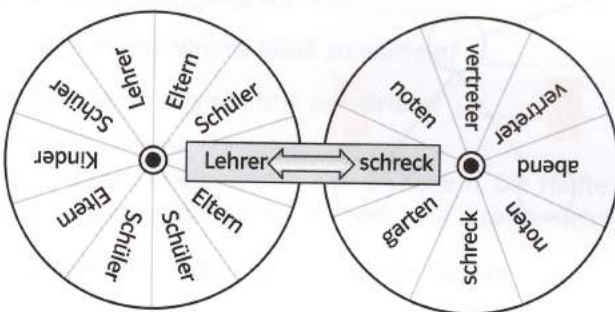 Lehrer
Eltern
Schüler
Lehrer
Eltern
Schüler
Schüler
Eltern
Kinder
Schüler
schreck
vertreter
vertreter
abend
noten
schreck
garten
noten